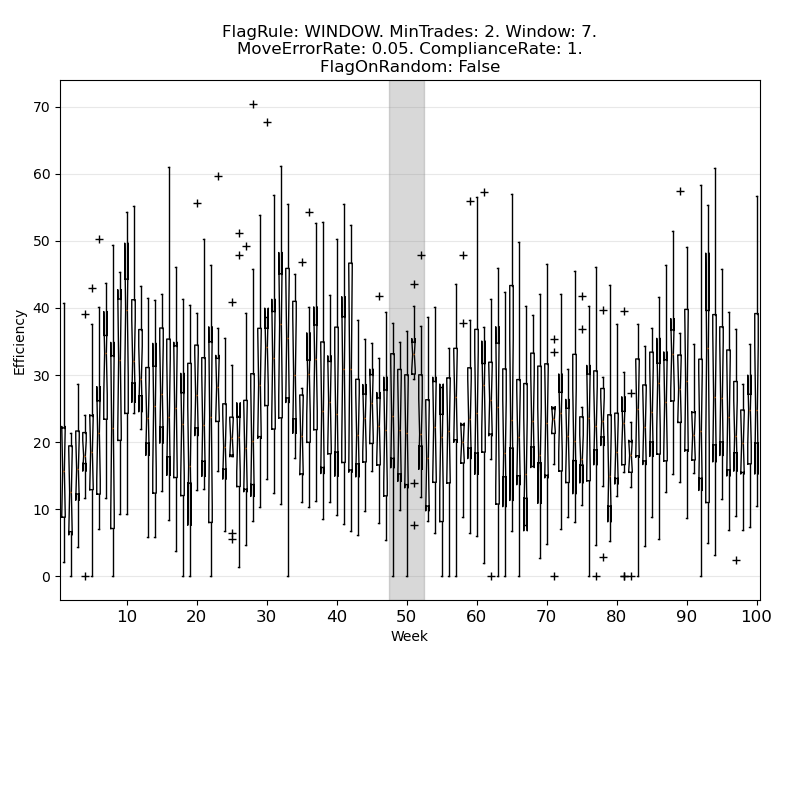 FlagRule: WINDOW. MinTrades: 2. Window: 7.
MoveErrorRate: 0.05. ComplianceRate: 1.
FlagOnRandom: False
70
60
50
40
30
20
10
0
Efficiency
10 20 30 40 50 60 70 80 90 100
Week